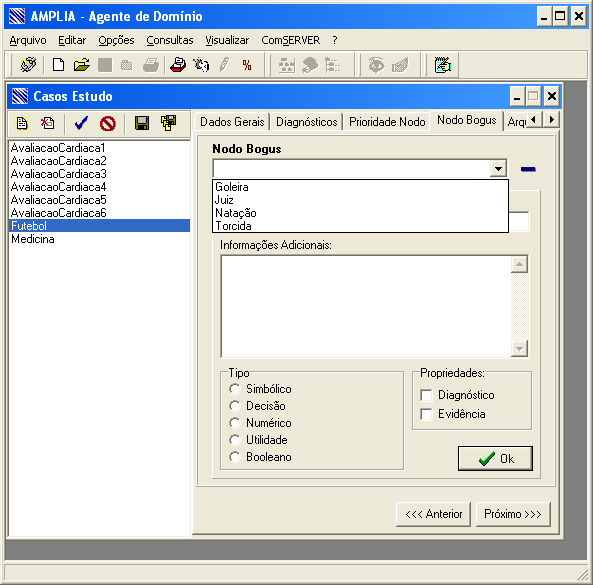 AMPLIA - Agente de Domínio
Arquivo Editar Opções Consultas Visualizar ComSERVER ?
%
Casos Estudo
Dados Gerais Diagnósticos Prioridade Nodo Nodo Bogus Arq
AvaliacaoCardiaca1
AvaliacaoCardiaca2
AvaliacaoCardiaca3
AvaliacaoCardiaca4
AvaliacaoCardiaca5
AvaliacaoCardiaca6
Futebol
Medicina
Nodo Bogus
Goleira
Juiz
Natação
Torcida
Informações Adicionais:
Tipo
Simbólico
Decisão
Numérico
Utilidade
Booleano
Propriedades:
Diagnóstico
Evidência
Ok
<<< Anterior Próximo >>>